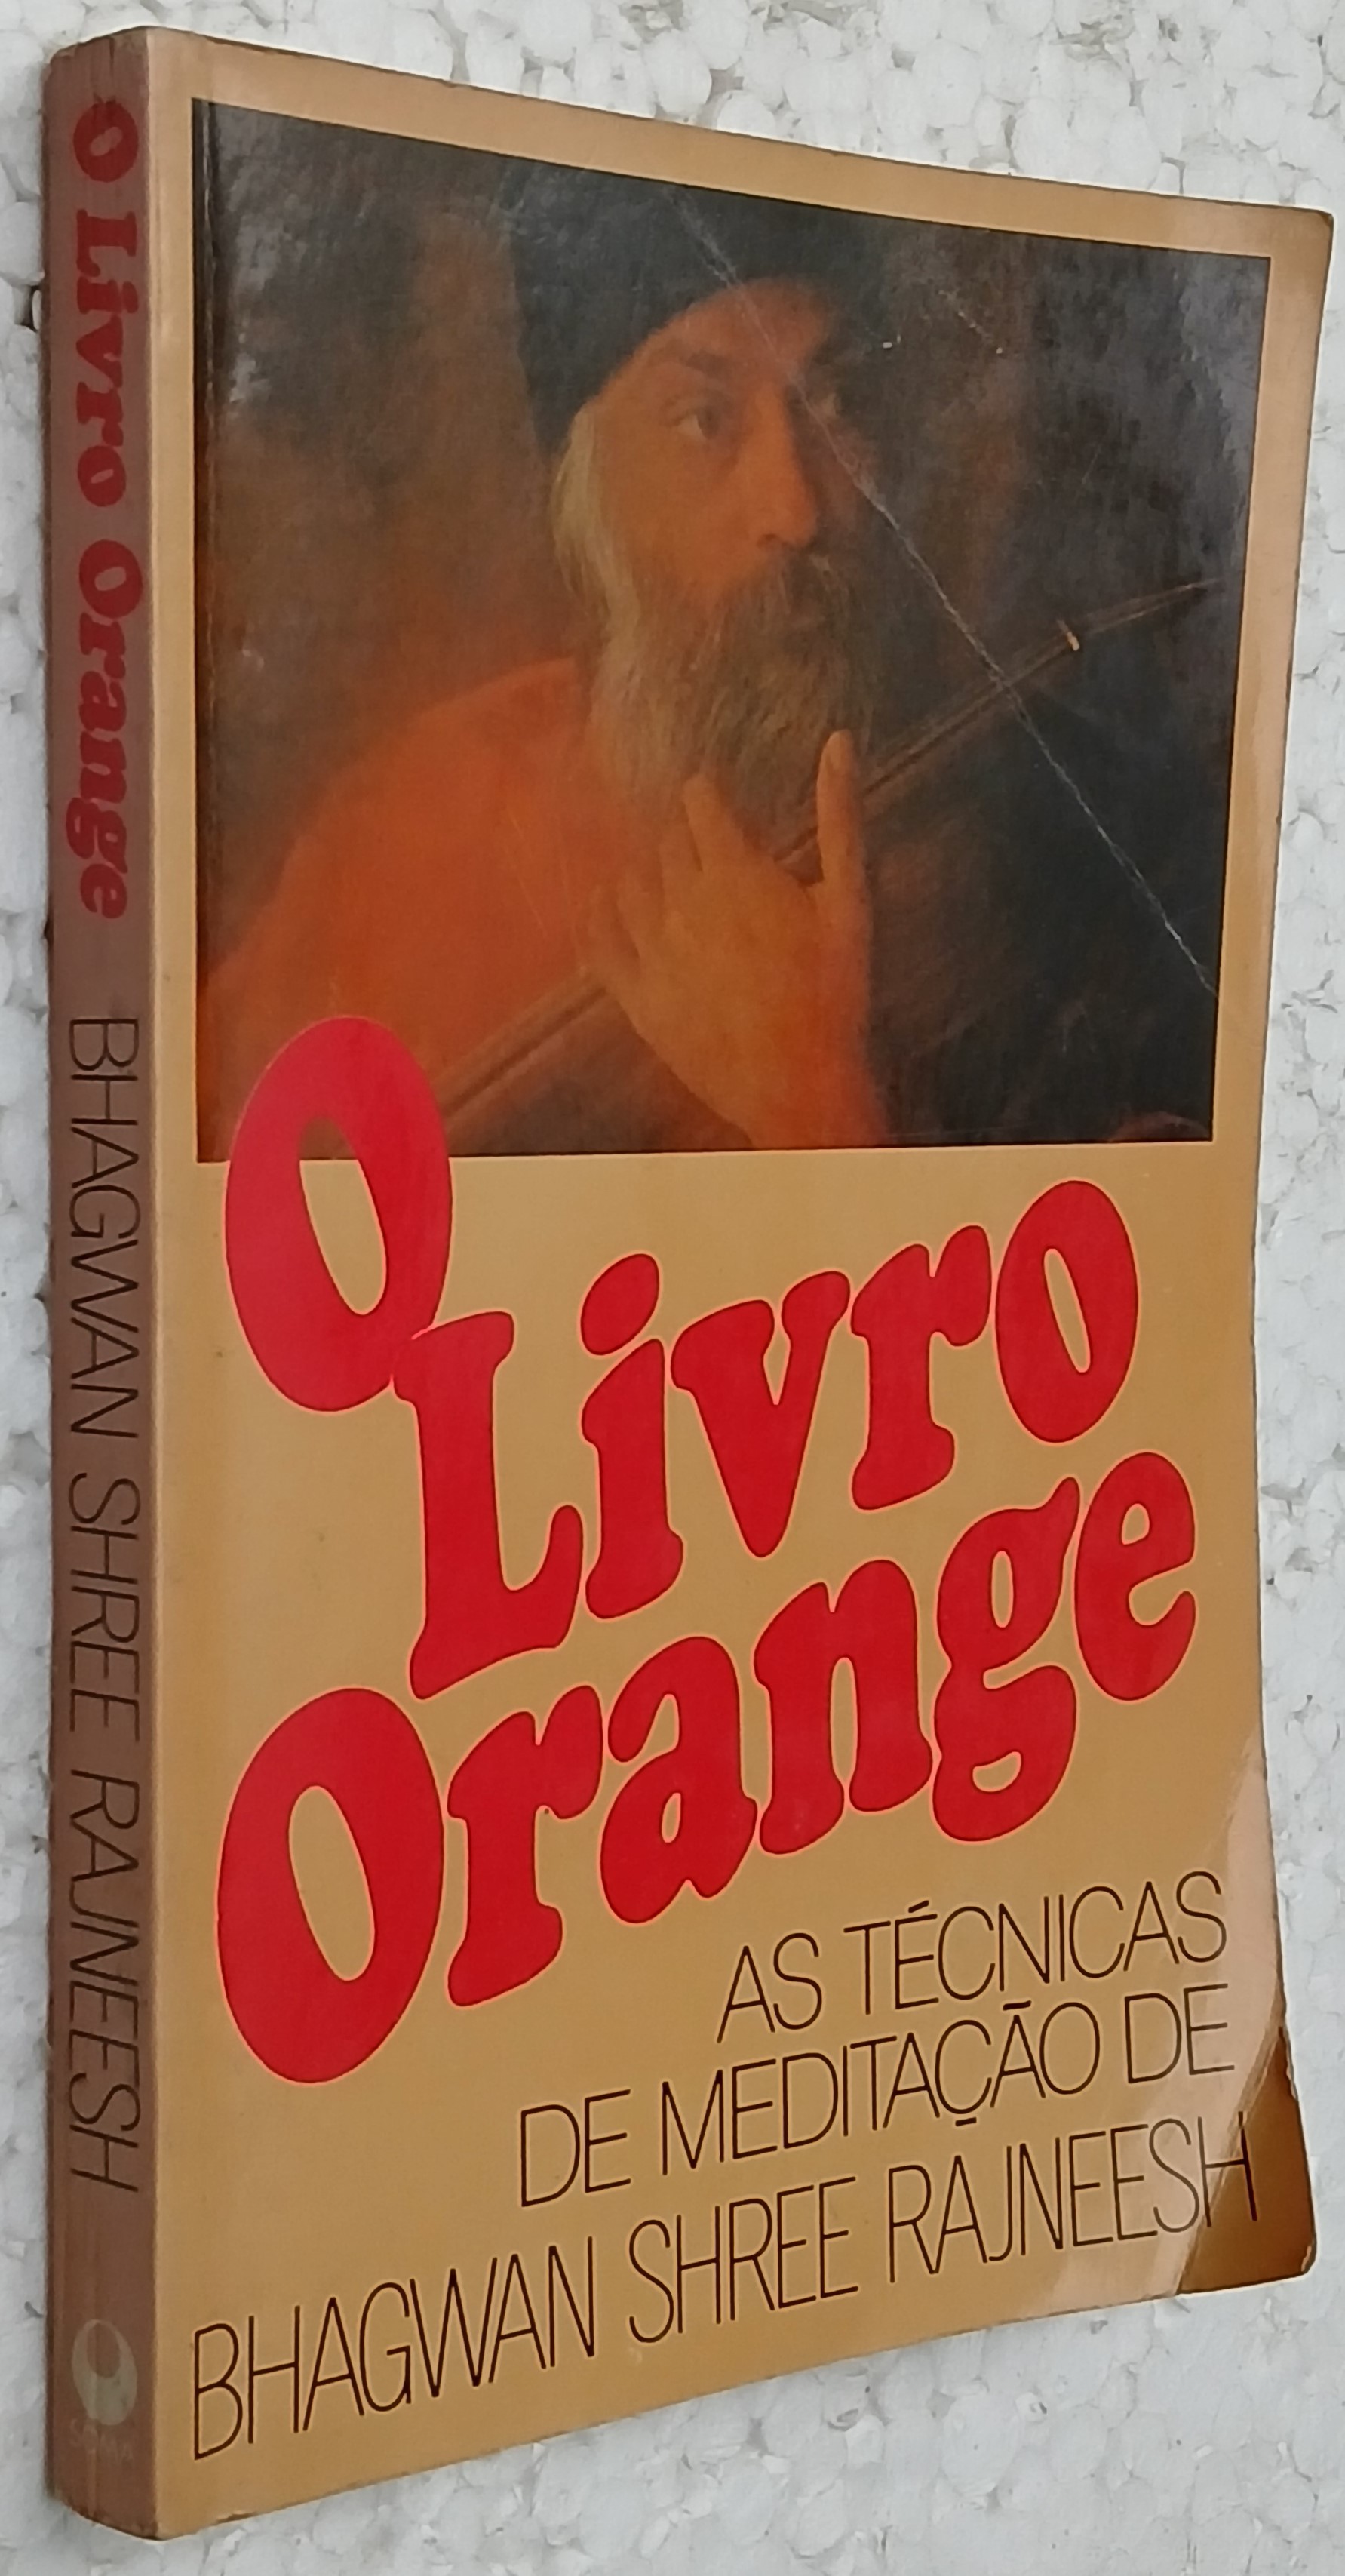 O Livro Orange BHAGWAN SHREE RAJNEESH
O
Livro
Orange
AS TÉCNICAS
DE MEDITAÇÃO DE
BHAGWAN SHREE RAJNEESH